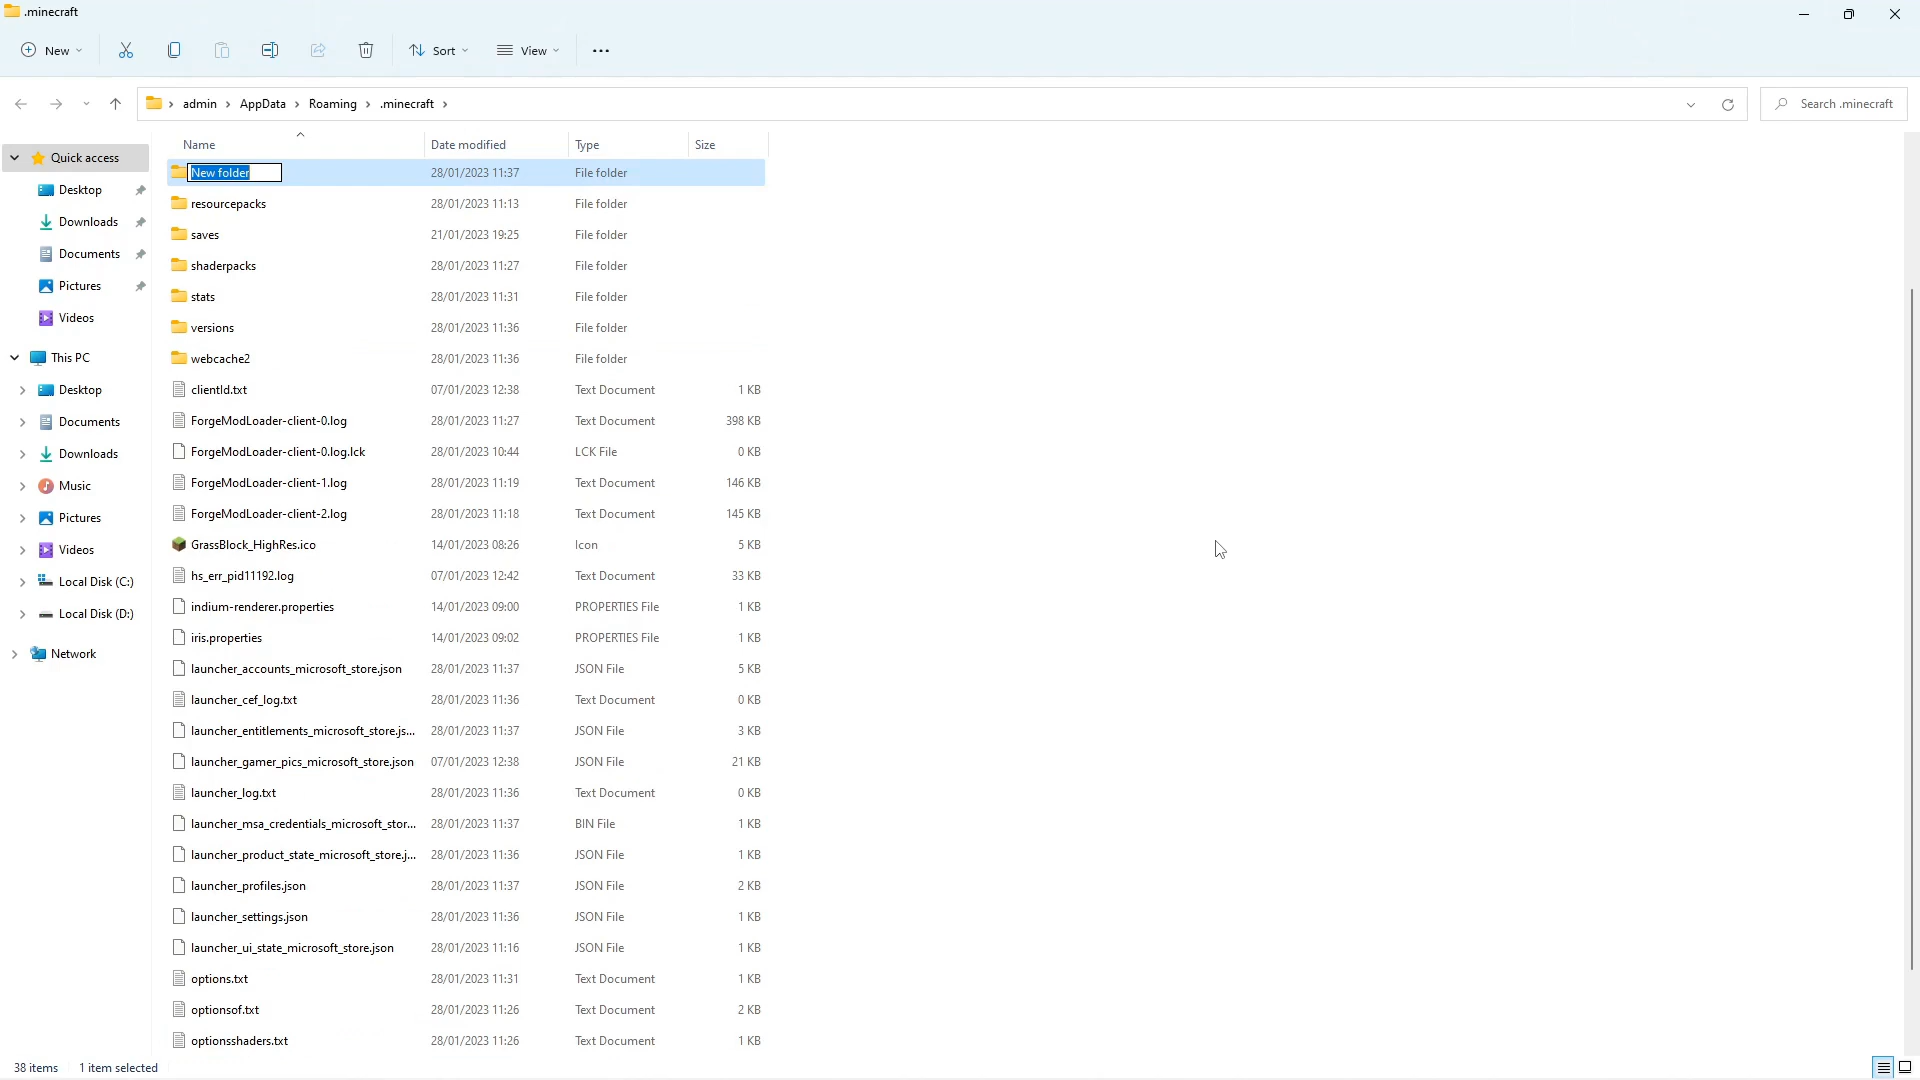 .minecraft
New
Sort
View
admin > AppData > Roaming > .minecraft >
Search .minecraft
Name Date modified Type Size
Quick access
Desktop
Downloads
Documents
Pictures
Videos
This PC
Desktop
Documents
Downloads
Music
Pictures
Videos
Local Disk (C:)
Local Disk (D:)
Network
New folder 28/01/2023 11:37 File folder
resourcepacks 28/01/2023 11:13 File folder
saves 21/01/2023 19:25 File folder
shaderpacks 28/01/2023 11:27 File folder
stats 28/01/2023 11:31 File folder
versions 28/01/2023 11:36 File folder
webcache2 28/01/2023 11:36 File folder
clientId.txt 07/01/2023 12:38 Text Document 1 KB
ForgeModLoader-client-0.log 28/01/2023 11:27 Text Document 398 KB
ForgeModLoader-client-0.log.lck 28/01/2023 10:44 LCK File 0 KB
ForgeModLoader-client-1.log 28/01/2023 11:19 Text Document 146 KB
ForgeModLoader-client-2.log 28/01/2023 11:18 Text Document 145 KB
GrassBlock_HighRes.ico 14/01/2023 08:26 Icon 5 KB
hs_err_pid11192.log 07/01/2023 12:42 Text Document 33 KB
indium-renderer.properties 14/01/2023 09:00 PROPERTIES File 1 KB
iris.properties 14/01/2023 09:02 PROPERTIES File 1 KB
launcher_accounts_microsoft_store.json 28/01/2023 11:37 JSON File 5 KB
launcher_cef_log.txt 28/01/2023 11:36 Text Document 0 KB
launcher_entitlements_microsoft_store.js... 28/01/2023 11:37 JSON File 3 KB
launcher_gamer_pics_microsoft_store.json 07/01/2023 12:38 JSON File 21 KB
launcher_log.txt 28/01/2023 11:36 Text Document 0 KB
launcher_msa_credentials_microsoft_stor... 28/01/2023 11:37 BIN File 1 KB
launcher_product_state_microsoft_store.j... 28/01/2023 11:36 JSON File 1 KB
launcher_profiles.json 28/01/2023 11:37 JSON File 2 KB
launcher_settings.json 28/01/2023 11:36 JSON File 1 KB
launcher_ui_state_microsoft_store.json 28/01/2023 11:16 JSON File 1 KB
options.txt 28/01/2023 11:31 Text Document 1 KB
optionsof.txt 28/01/2023 11:26 Text Document 2 KB
optionsshaders.txt 28/01/2023 11:26 Text Document 1 KB
38 items 1 item selected